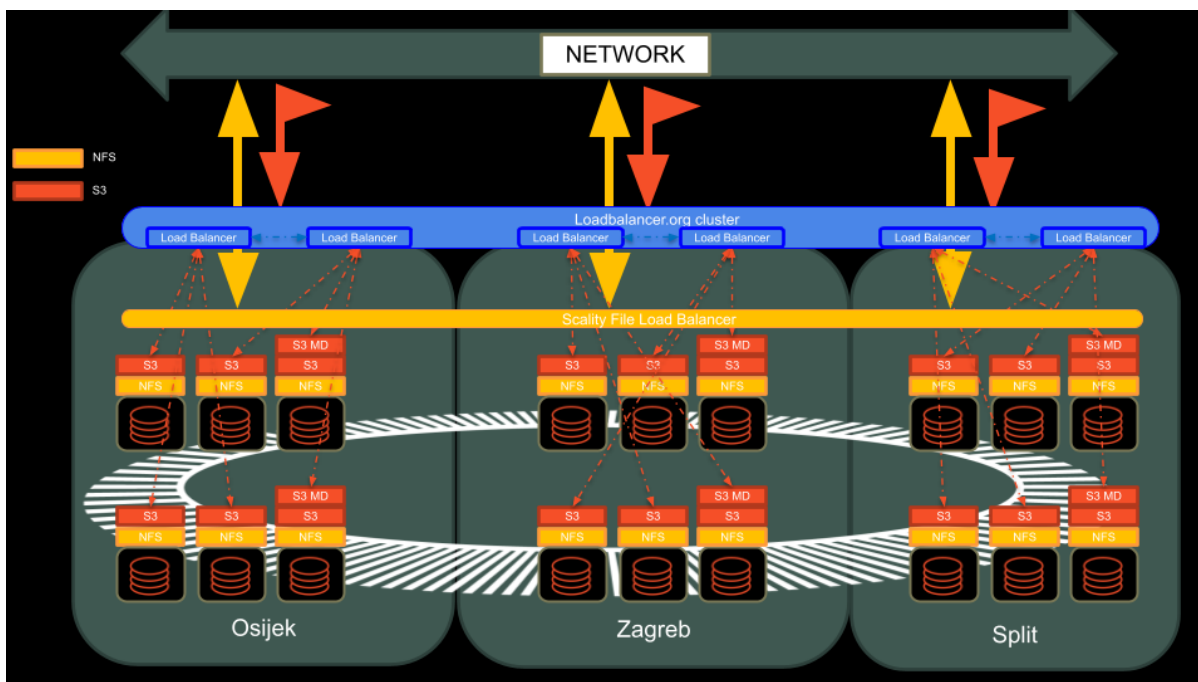 NETWORK
NFS
S3
Loadbalancer.org cluster
Load Balancer Load Balancer Load Balancer Load Balancer Load Balancer Load Balancer
Scality File Load Balancer
S3 MD S3 MD S3 MD
S3 S3 S3 S3 S3 S3 S3 S3 S3
NFS NFS NFS NFS NFS NFS NFS NFS NFS
S3 MD S3 MD S3 MD
S3 S3 S3 S3 S3 S3 S3 S3 S3
NFS NFS NFS NFS NFS NFS NFS NFS NFS
Osijek Zagreb Split